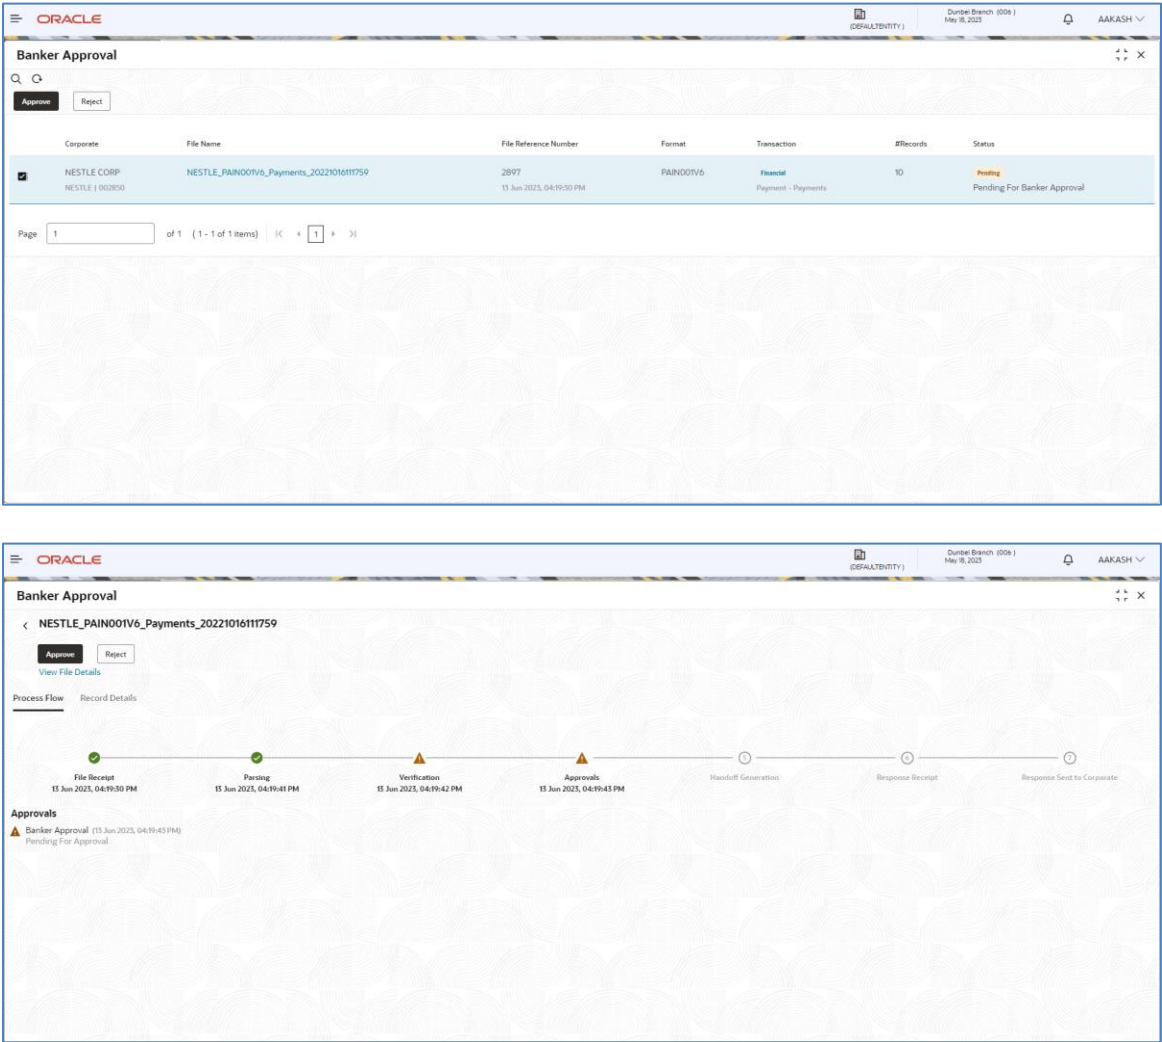 ORACLE
(DEFAULTENTITY )
Dunbel Branch (006 )
May 18, 2023
AAKASH
Banker Approval
Approve Reject
Corporate File Name File Reference Number Format Transaction #Records Status
NESTLE CORP NESTLE_PAIN001V6_Payments_20221016111759 2897 PAIN001V6 Financial 10 Pending
NESTLE | 002850 13 Jun 2023, 04:19:30 PM Payment - Payments Pending For Banker Approval
Page 1 of 1 ( 1 - 1 of 1 items) 1
ORACLE
(DEFAULTENTITY )
Dunbel Branch (006 )
May 18, 2023
AAKASH
Banker Approval
NESTLE_PAIN001V6_Payments_20221016111759
Approve Reject
View File Details
Process Flow Record Details
5 6 7
File Receipt Parsing Verification Approvals Handoff Generation Response Receipt Response Sent to Corporate
13 Jun 2023, 04:19:30 PM 13 Jun 2023, 04:19:41 PM 13 Jun 2023, 04:19:42 PM 13 Jun 2023, 04:19:43 PM
Approvals
Banker Approval (13 Jun 2023, 04:19:43 PM)
Pending For Approval